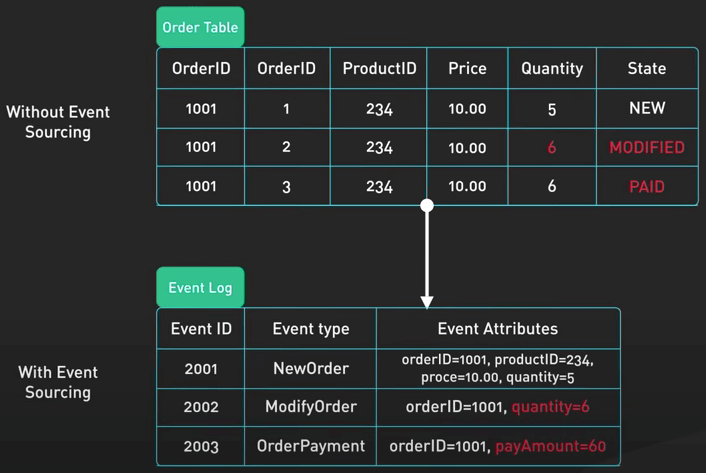 Order Table
OrderID OrderID ProductID Price Quantity State
1001 1 234 10.00 5 NEW
1001 2 234 10.00 6 MODIFIED
1001 3 234 10.00 6 PAID
Without Event
Sourcing
Event Log
Event ID Event type Event Attributes
2001 NewOrder orderID=1001, productID=234,
proce=10.00, quantity=5
2002 ModifyOrder orderID=1001, quantity=6
2003 OrderPayment orderID=1001, payAmount=60
With Event
Sourcing